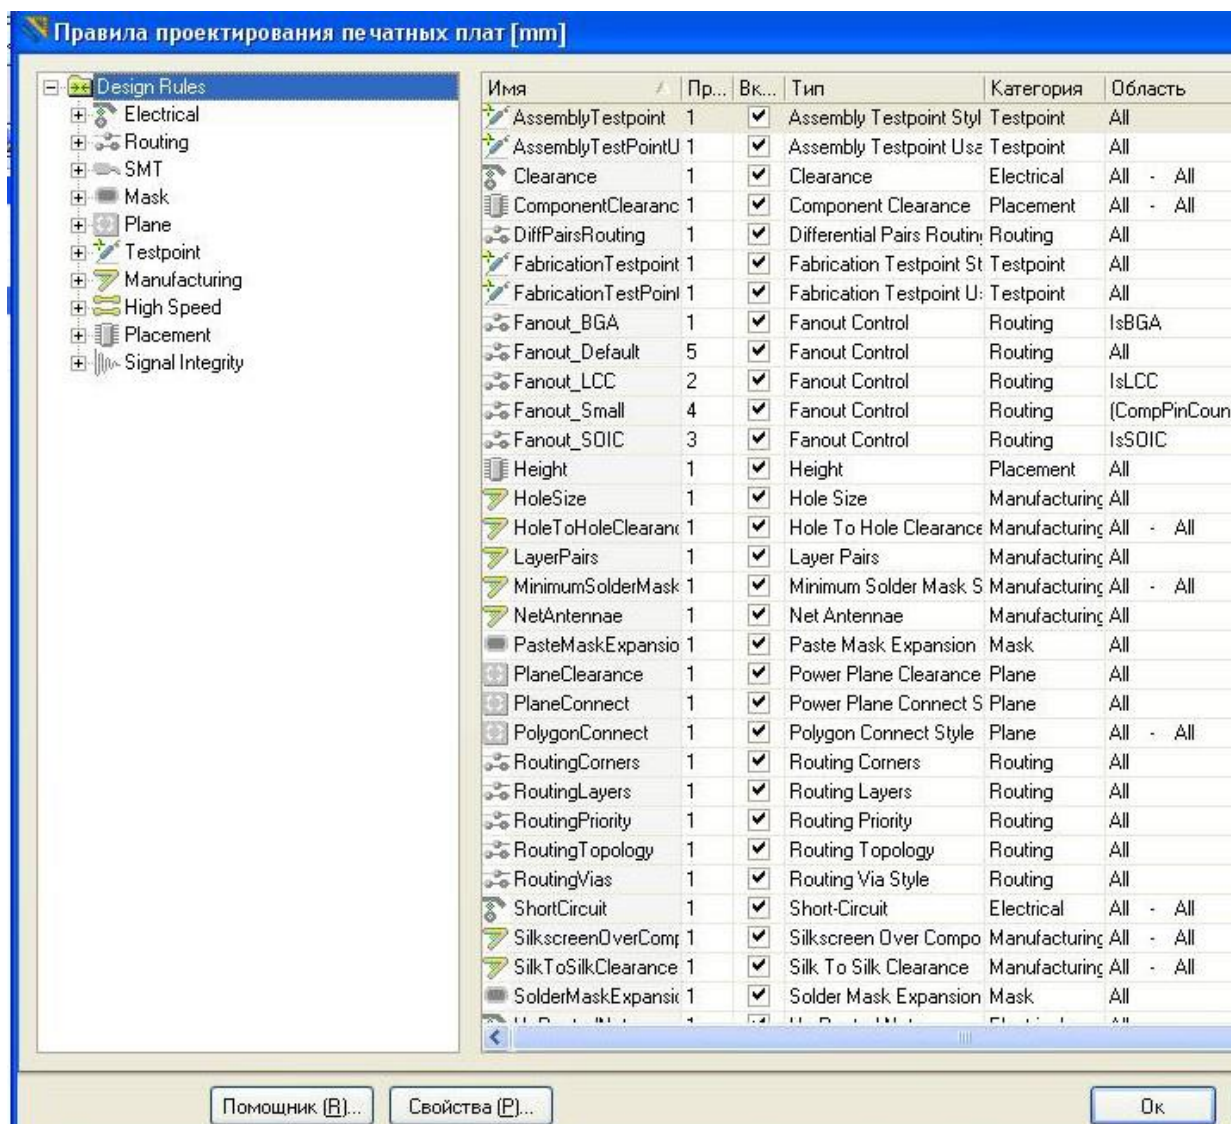 Правила проектирования печатных плат [mm]
Design Rules
Electrical
Routing
SMT
Mask
Plane
Testpoint
Manufacturing
High Speed
Placement
Signal Integrity
Имя Пр... Вк... Тип Категория Область
AssemblyTestpoint 1 Assembly Testpoint Styl Testpoint All
AssemblyTestPointU 1 Assembly Testpoint Usa Testpoint All
Clearance 1 Clearance Electrical All - All
ComponentClearanc 1 Component Clearance Placement All - All
DiffPairsRouting 1 Differential Pairs Routin Routing All
FabricationTestpoint 1 Fabrication Testpoint St Testpoint All
FabricationTestPoin 1 Fabrication Testpoint U Testpoint All
Fanout_BGA 1 Fanout Control Routing IsBGA
Fanout_Default 5 Fanout Control Routing All
Fanout_LCC 2 Fanout Control Routing IsLCC
Fanout_Small 4 Fanout Control Routing (CompPinCoun
Fanout_SOIC 3 Fanout Control Routing IsSOIC
Height 1 Height Placement All
HoleSize 1 Hole Size Manufacturing All
HoleToHoleClearanc 1 Hole To Hole Clearance Manufacturing All - All
LayerPairs 1 Layer Pairs Manufacturing All
MinimumSolderMask 1 Minimum Solder Mask S Manufacturing All - All
NetAntennae 1 Net Antennae Manufacturing All
PasteMaskExpansio 1 Paste Mask Expansion Mask All
PlaneClearance 1 Power Plane Clearance Plane All
PlaneConnect 1 Power Plane Connect S Plane All
PolygonConnect 1 Polygon Connect Style Plane All - All
RoutingCorners 1 Routing Corners Routing All
RoutingLayers 1 Routing Layers Routing All
RoutingPriority 1 Routing Priority Routing All
RoutingTopology 1 Routing Topology Routing All
RoutingVias 1 Routing Via Style Routing All
ShortCircuit 1 Short-Circuit Electrical All - All
SilkscreenOverComp 1 Silkscreen Over Compo Manufacturing All - All
SilkToSilkClearance 1 Silk To Silk Clearance Manufacturing All - All
SolderMaskExpansic 1 Solder Mask Expansion Mask All
Помощник (R)... Свойства (P)... Ок